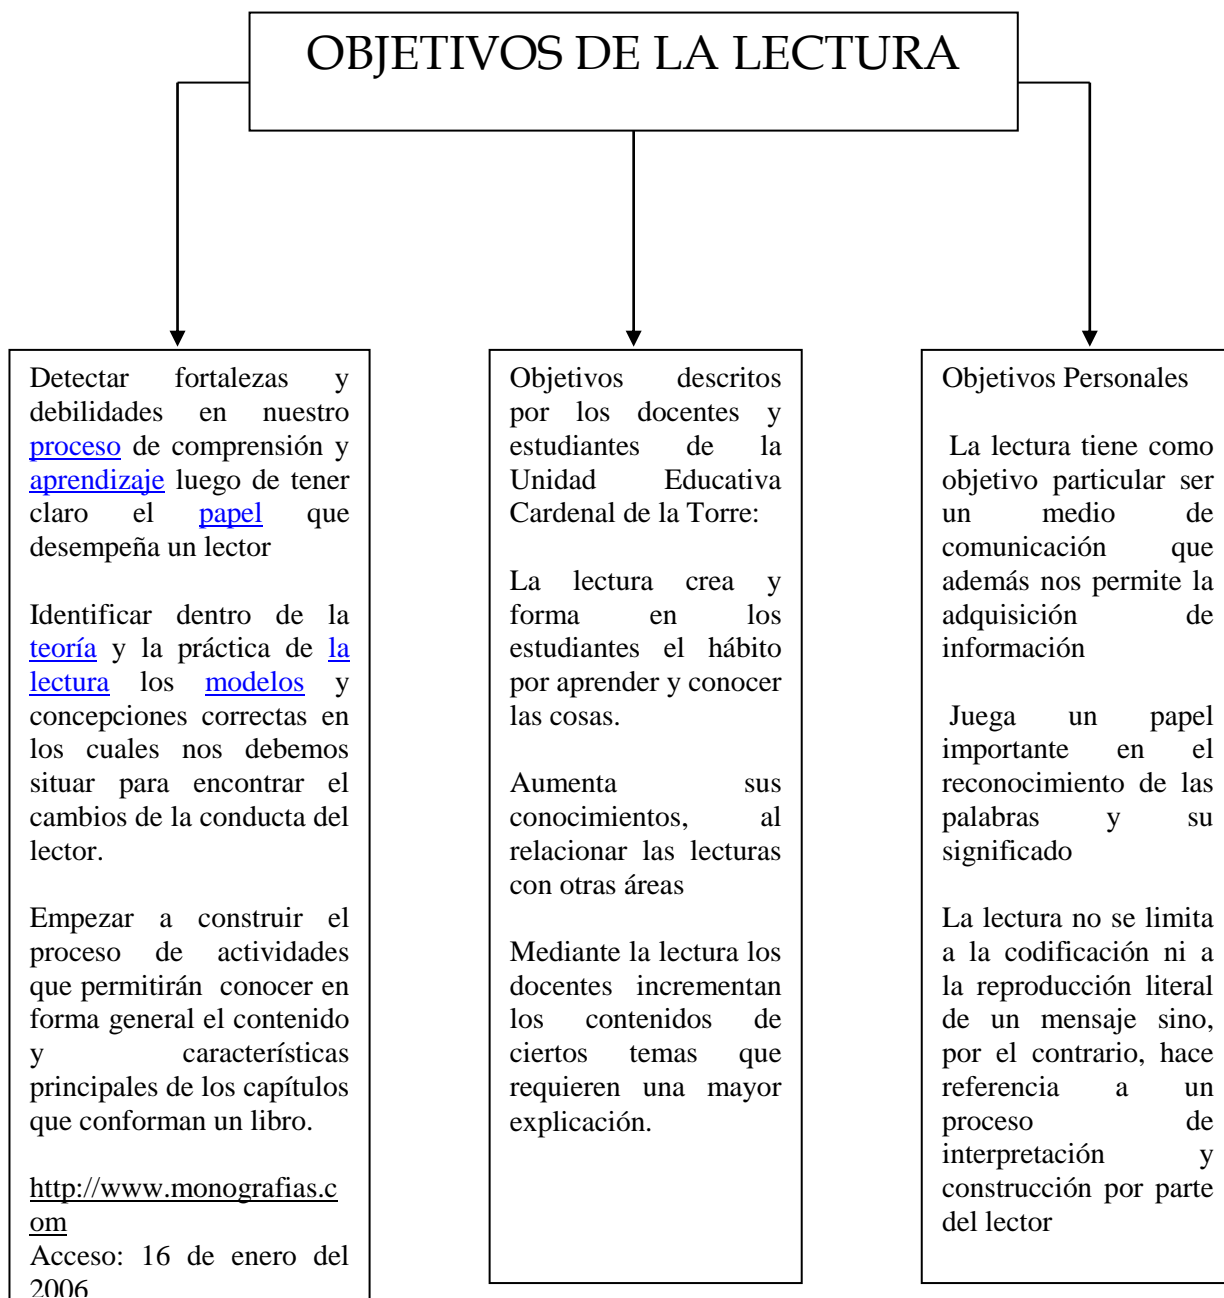 OBJETIVOS DE LA LECTURA
Detectar fortalezas y
debilidades en nuestro
proceso de comprensión y
aprendizaje luego de tener
claro el papel que
desempeña un lector
Identificar dentro de la
teoría y la práctica de la
lectura los modelos y
concepciones correctas en
los cuales nos debemos
situar para encontrar el
cambios de la conducta del
lector.
Empezar a construir el
proceso de actividades
que permitirán conocer en
forma general el contenido
y características
principales de los capítulos
que conforman un libro.
http://www.monografias.c
om
Acceso: 16 de enero del
2006
Objetivos descritos
por los docentes y
estudiantes de la
Unidad Educativa
Cardenal de la Torre:
La lectura crea y
forma en los
estudiantes el hábito
por aprender y conocer
las cosas.
Aumenta sus
conocimientos, al
relacionar las lecturas
con otras áreas
Mediante la lectura los
docentes incrementan
los contenidos de
ciertos temas que
requieren una mayor
explicación.
Objetivos Personales
La lectura tiene como
objetivo particular ser
un medio de
comunicación que
además nos permite la
adquisición de
información
Juega un papel
importante en el
reconocimiento de las
palabras y su
significado
La lectura no se limita
a la codificación ni a
la reproducción literal
de un mensaje sino,
por el contrario, hace
referencia a un
proceso de
interpretación y
construcción por parte
del lector